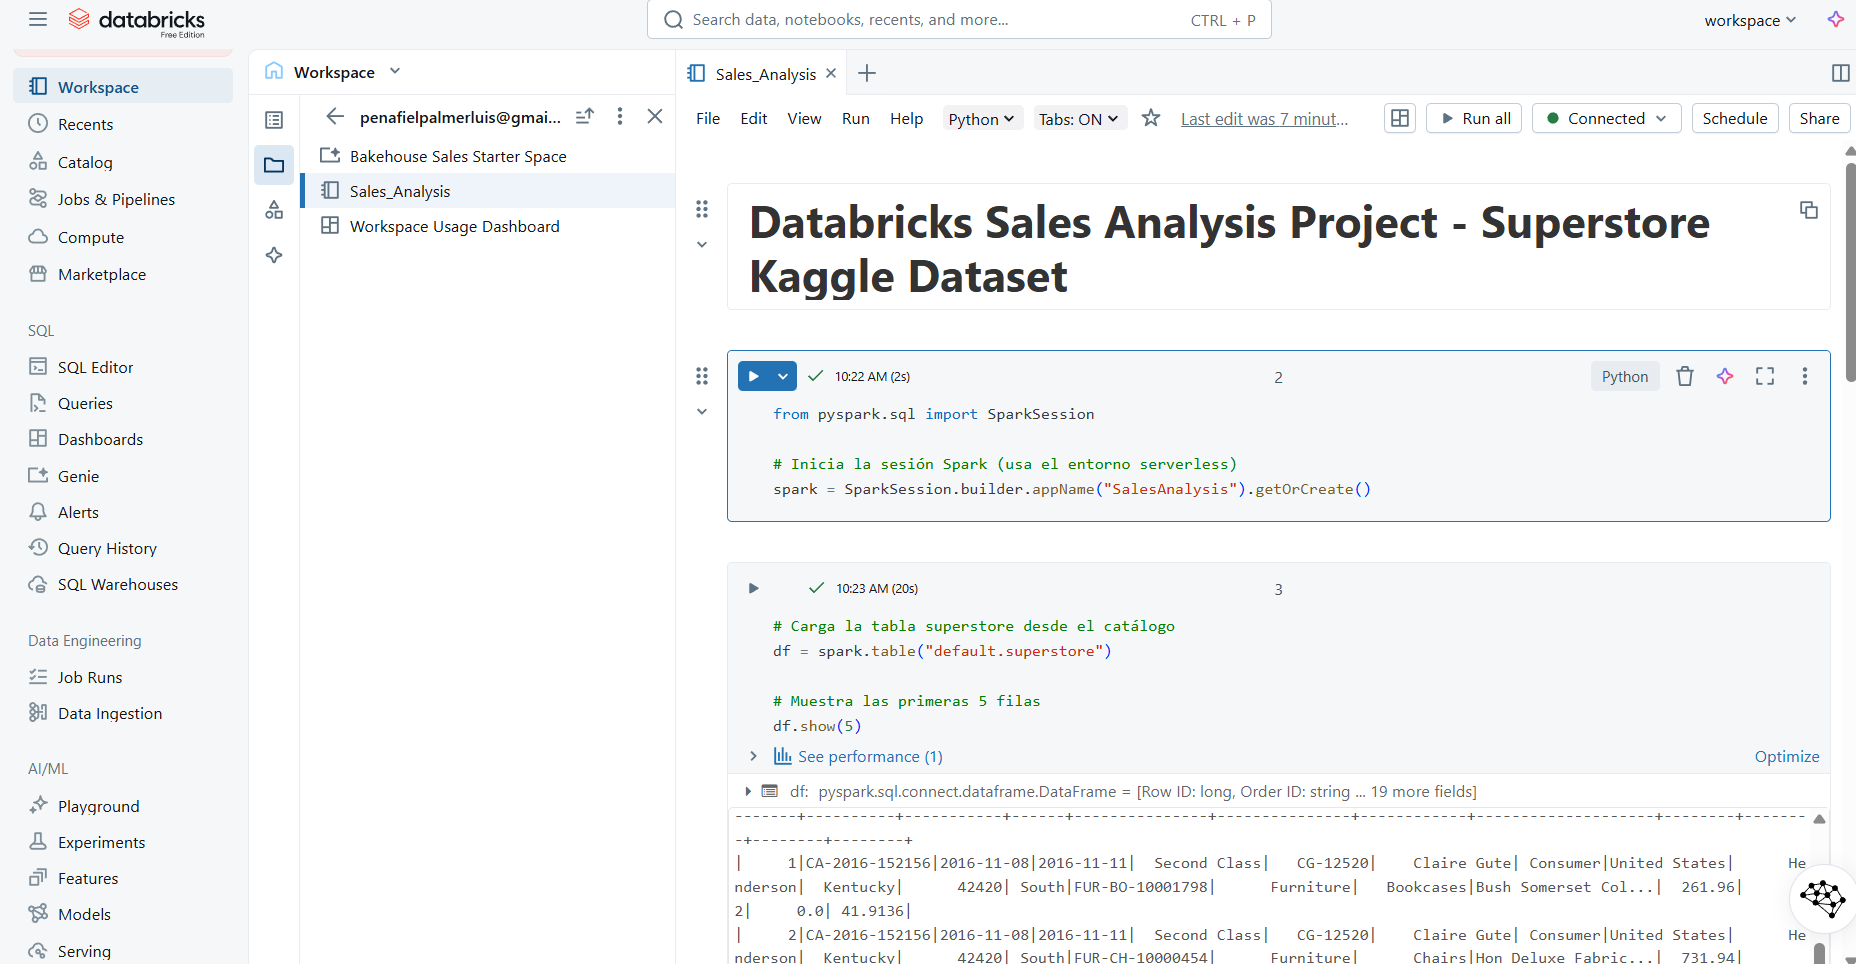 databricks
Free Edition
Search data, notebooks, recents, and more...
CTRL + P
workspace
Workspace
Recents
Catalog
Jobs & Pipelines
Compute
Marketplace
SQL
SQL Editor
Queries
Dashboards
Genie
Alerts
Query History
SQL Warehouses
Data Engineering
Job Runs
Data Ingestion
AI/ML
Playground
Experiments
Features
Models
Serving
Workspace
penafielpalmerluis@gmai...
Bakehouse Sales Starter Space
Sales_Analysis
Workspace Usage Dashboard
Sales_Analysis
File Edit View Run Help Python Tabs: ON Last edit was 7 minut... Run all Connected Schedule Share
Databricks Sales Analysis Project - Superstore
Kaggle Dataset
10:22 AM (2s) 2 Python
from pyspark.sql import SparkSession
# Inicia la sesión Spark (usa el entorno serverless)
spark = SparkSession.builder.appName("SalesAnalysis").getOrCreate()
10:23 AM (20s) 3
# Carga la tabla superstore desde el catálogo
df = spark.table("default.superstore")
# Muestra las primeras 5 filas
df.show(5)
See performance (1) Optimize
df: pyspark.sql.connect.dataframe.DataFrame = [Row ID: long, Order ID: string ... 19 more fields]
-------+----------+-----------+------+---------------+---------------+------------+--------------------+--------+-------
-+--------+--------+
|     1|CA-2016-152156|2016-11-08|2016-11-11|  Second Class|   CG-12520|    Claire Gute| Consumer|United States|      He
nderson|  Kentucky|      42420| South|FUR-BO-10001798|      Furniture|   Bookcases|Bush Somerset Col...|  261.96|
2|     0.0| 41.9136|
|     2|CA-2016-152156|2016-11-08|2016-11-11|  Second Class|   CG-12520|    Claire Gute| Consumer|United States|      He
nderson|  Kentucky|      42420| South|FUR-CH-10000454|      Furniture|      Chairs|Hon Deluxe Fabric...|  731.94|